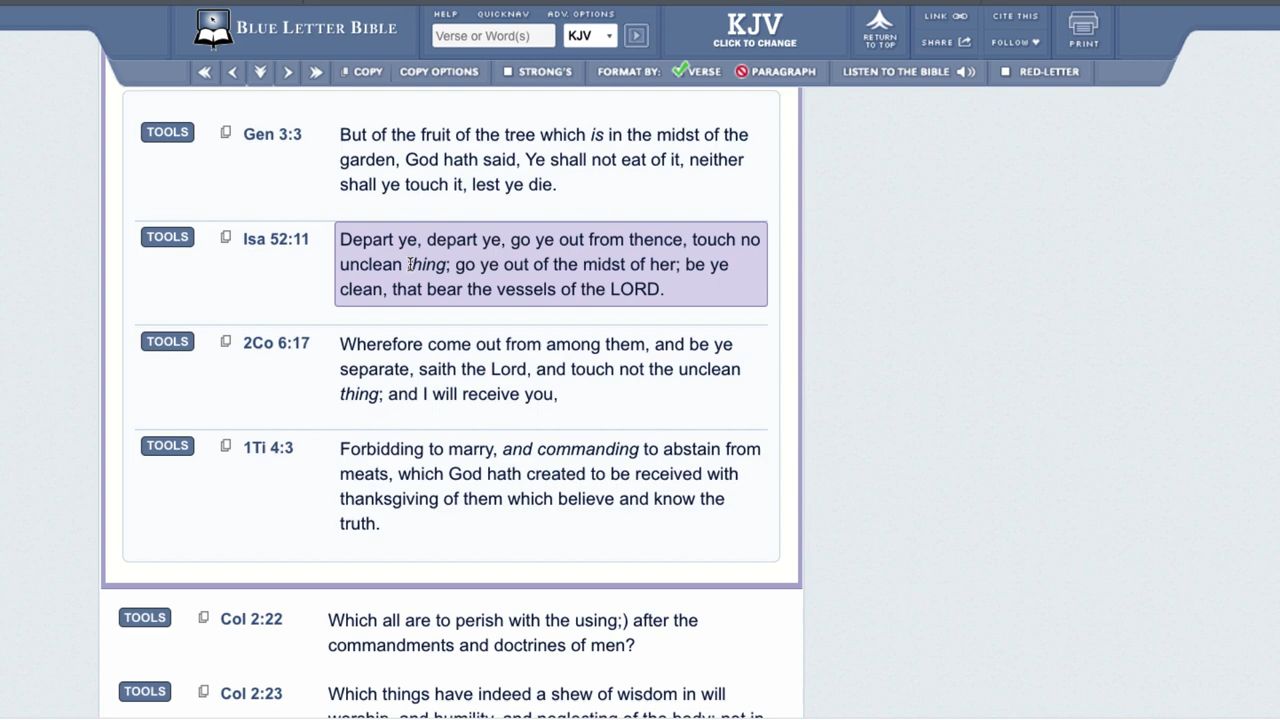 HELP QUICKNAV ADV. OPTIONS
BLUE LETTER BIBLE
Verse or Word(s) KJV
KJV
CLICK TO CHANGE
RETURN
TO TOP
LINK CITE THIS
SHARE FOLLOW
PRINT
COPY COPY OPTIONS STRONG'S FORMAT BY: VERSE PARAGRAPH LISTEN TO THE BIBLE RED-LETTER
TOOLS Gen 3:3 But of the fruit of the tree which is in the midst of the
garden, God hath said, Ye shall not eat of it, neither
shall ye touch it, lest ye die.
TOOLS Isa 52:11 Depart ye, depart ye, go ye out from thence, touch no
unclean thing; go ye out of the midst of her; be ye
clean, that bear the vessels of the LORD.
TOOLS 2Co 6:17 Wherefore come out from among them, and be ye
separate, saith the Lord, and touch not the unclean
thing; and I will receive you,
TOOLS 1Ti 4:3 Forbidding to marry, and commanding to abstain from
meats, which God hath created to be received with
thanksgiving of them which believe and know the
truth.
TOOLS Col 2:22 Which all are to perish with the using;) after the
commandments and doctrines of men?
TOOLS Col 2:23 Which things have indeed a shew of wisdom in will
worship, and humility, and neglecting of the body; not in